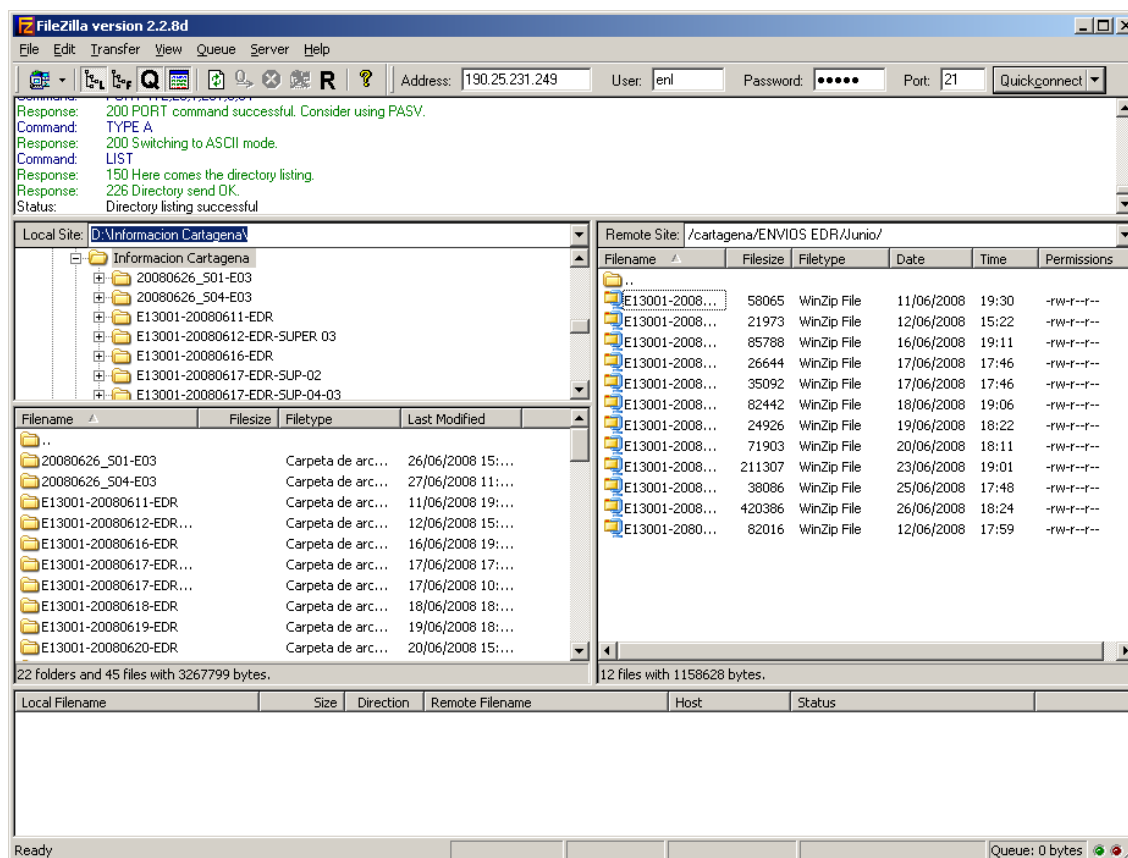 FileZilla version 2.2.8d
File Edit Transfer View Queue Server Help
Address: 190.25.231.249 User: enl Password: ●●●●● Port: 21 Quickconnect
Response: 200 PORT command successful. Consider using PASV.
Command: TYPE A
Response: 200 Switching to ASCII mode.
Command: LIST
Response: 150 Here comes the directory listing.
Response: 226 Directory send OK.
Status: Directory listing successful
Local Site: D:\Informacion Cartagena\
Informacion Cartagena
20080626_S01-E03
20080626_S04-E03
E13001-20080611-EDR
E13001-20080612-EDR-SUPER 03
E13001-20080616-EDR
E13001-20080617-EDR-SUP-02
E13001-20080617-EDR-SUP-04-03
Filename Filesize Filetype Last Modified
..
20080626_S01-E03 Carpeta de arc... 26/06/2008 15:...
20080626_S04-E03 Carpeta de arc... 27/06/2008 11:...
E13001-20080611-EDR Carpeta de arc... 11/06/2008 19:...
E13001-20080612-EDR... Carpeta de arc... 12/06/2008 15:...
E13001-20080616-EDR Carpeta de arc... 16/06/2008 19:...
E13001-20080617-EDR... Carpeta de arc... 17/06/2008 17:...
E13001-20080617-EDR... Carpeta de arc... 17/06/2008 10:...
E13001-20080618-EDR Carpeta de arc... 18/06/2008 18:...
E13001-20080619-EDR Carpeta de arc... 19/06/2008 18:...
E13001-20080620-EDR Carpeta de arc... 20/06/2008 15:...
22 folders and 45 files with 3267799 bytes.
Remote Site: /cartagena/ENVIOS EDR/Junio/
Filename Filesize Filetype Date Time Permissions
..
E13001-2008... 58065 WinZip File 11/06/2008 19:30 -rw-r--r--
E13001-2008... 21973 WinZip File 12/06/2008 15:22 -rw-r--r--
E13001-2008... 85788 WinZip File 16/06/2008 19:11 -rw-r--r--
E13001-2008... 26644 WinZip File 17/06/2008 17:46 -rw-r--r--
E13001-2008... 35092 WinZip File 17/06/2008 17:46 -rw-r--r--
E13001-2008... 82442 WinZip File 18/06/2008 19:06 -rw-r--r--
E13001-2008... 24926 WinZip File 19/06/2008 18:22 -rw-r--r--
E13001-2008... 71903 WinZip File 20/06/2008 18:11 -rw-r--r--
E13001-2008... 211307 WinZip File 23/06/2008 19:01 -rw-r--r--
E13001-2008... 38086 WinZip File 25/06/2008 17:48 -rw-r--r--
E13001-2008... 420386 WinZip File 26/06/2008 18:24 -rw-r--r--
E13001-2080... 82016 WinZip File 12/06/2008 17:59 -rw-r--r--
12 files with 1158628 bytes.
Local Filename Size Direction Remote Filename Host Status
Ready Queue: 0 bytes